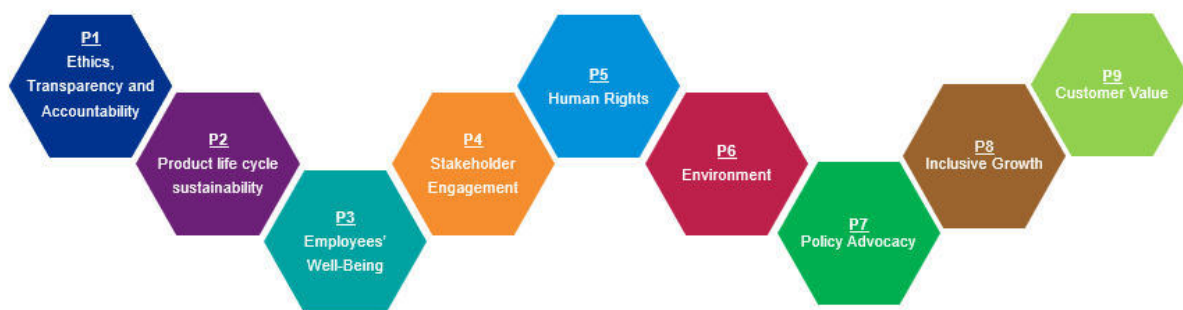 P1
Ethics,
Transparency and
Accountability
P2
Product life cycle
sustainability
P3
Employees’
Well-Being
P4
Stakeholder
Engagement
P5
Human Rights
P6
Environment
P7
Policy Advocacy
P8
Inclusive Growth
P9
Customer Value